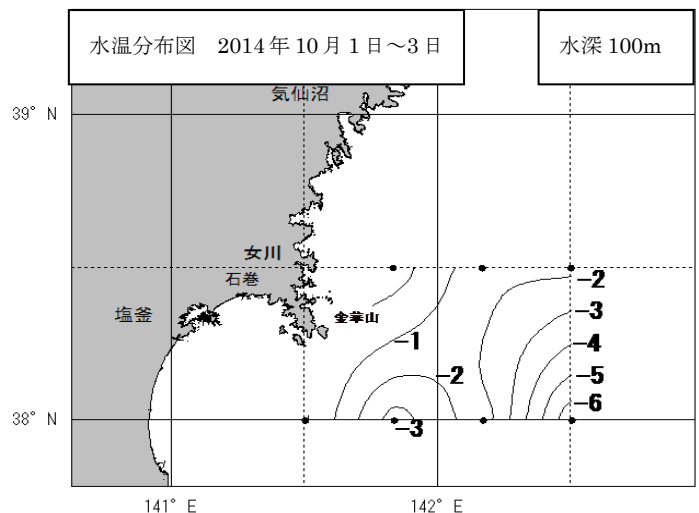 水温分布図　2014年10月1日～3日
水深100m
気仙沼
39° N
女川
石巻
塩釜
金華山
-1
-2
-2
-3
-4
-5
-6
-3
38° N
141° E
142° E